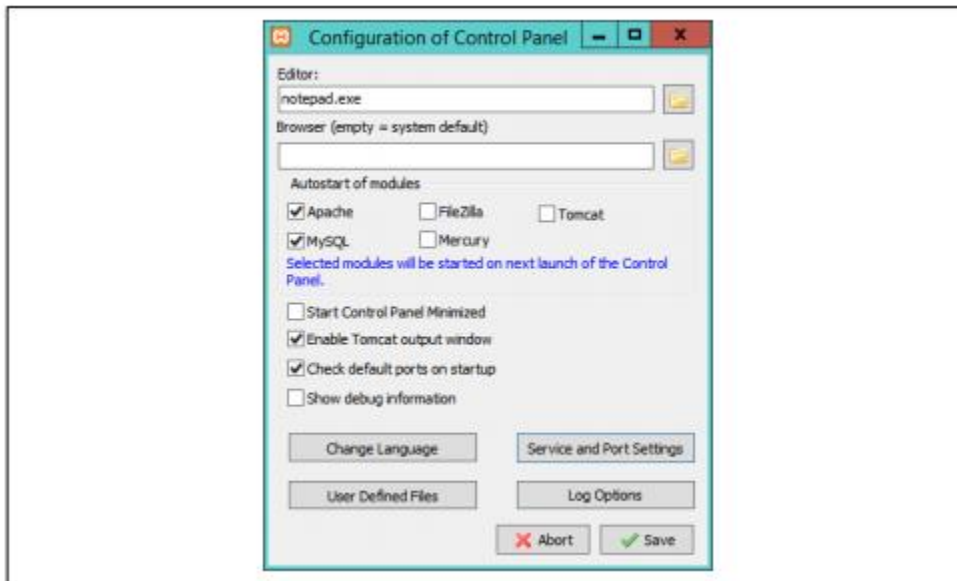 Configuration of Control Panel
Editor:
notepad.exe
Browser (empty = system default)
Autostart of modules
Apache FileZilla Tomcat
MySQL Mercury
Selected modules will be started on next launch of the Control
Panel.
Start Control Panel Minimized
Enable Tomcat output window
Check default ports on startup
Show debug information
Change Language Service and Port Settings
User Defined Files Log Options
Abort Save